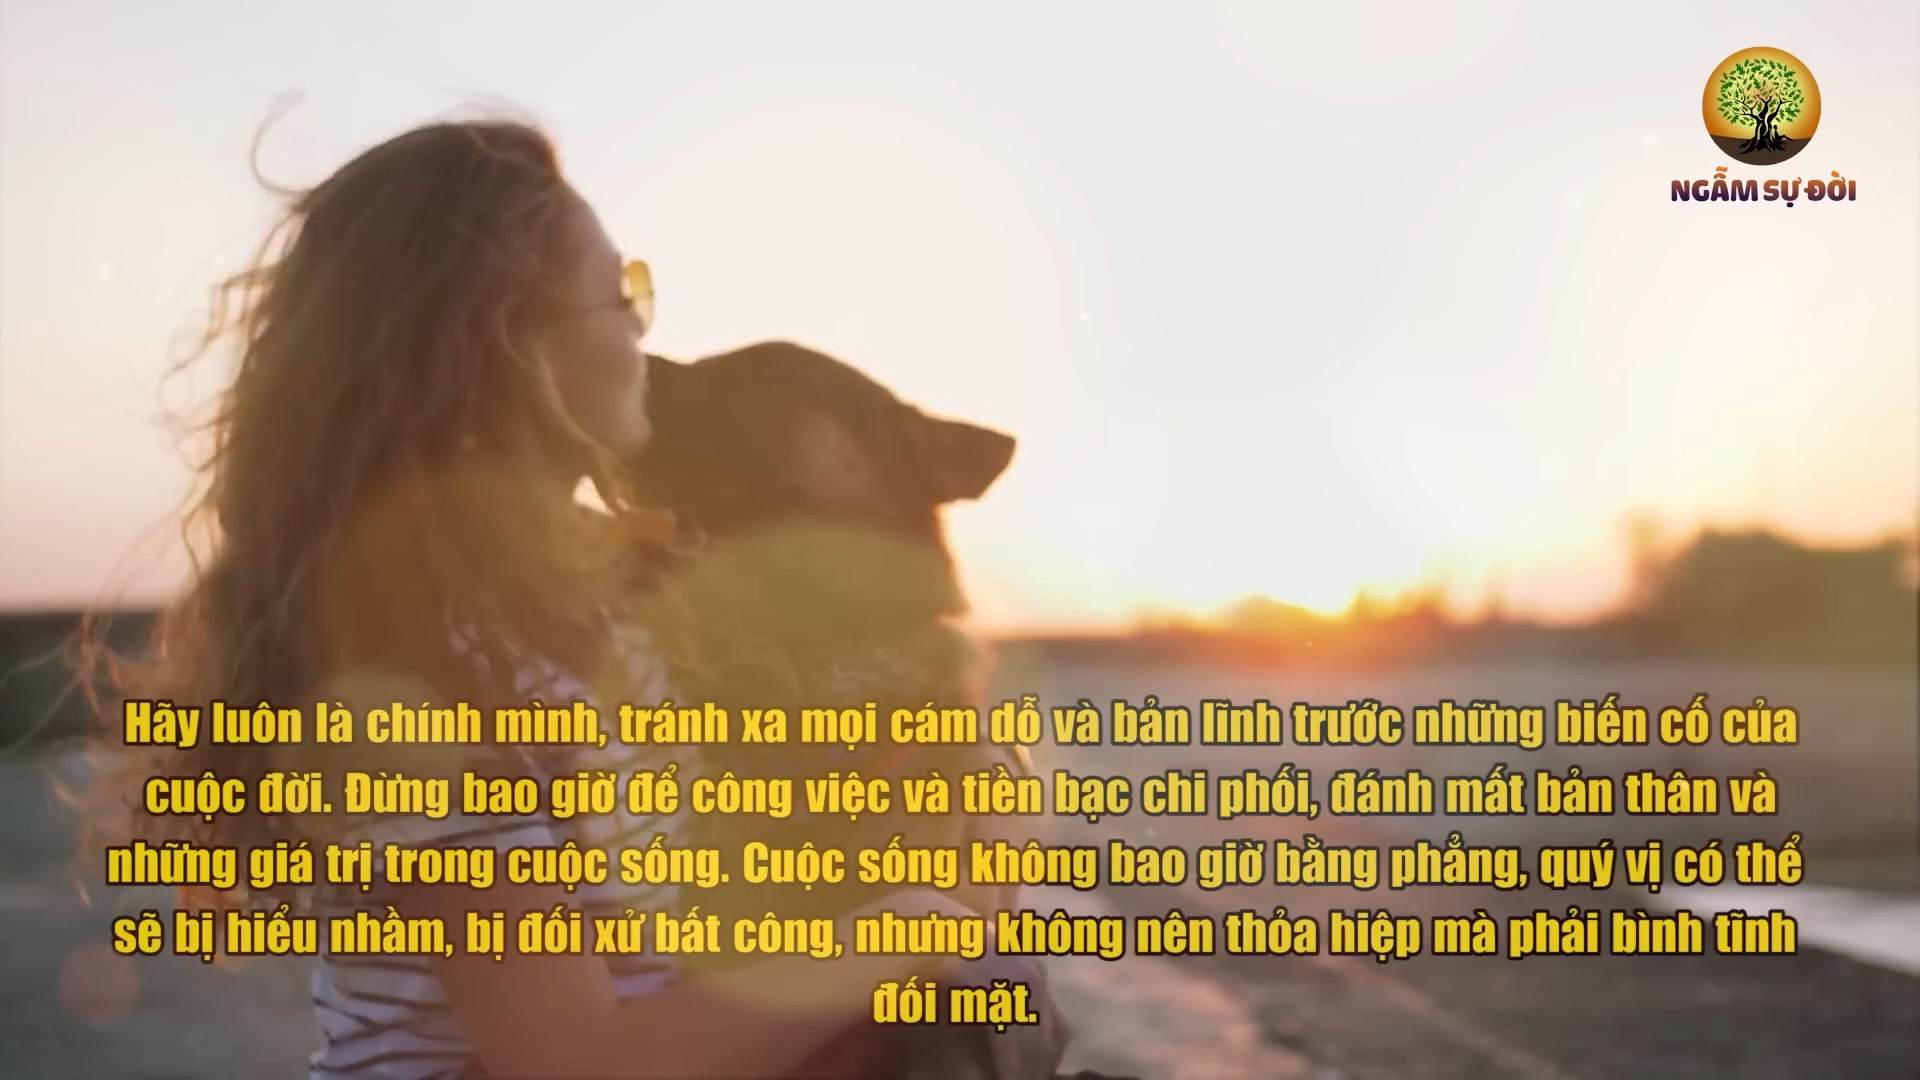 NGẪM SỰ ĐỜI
Hãy luôn là chính mình, tránh xa mọi cám dỗ và bản lĩnh trước những biến cố của
cuộc đời. Đừng bao giờ để công việc và tiền bạc chi phối, đánh mất bản thân và
những giá trị trong cuộc sống. Cuộc sống không bao giờ bằng phẳng, quý vị có thể
sẽ bị hiểu nhầm, bị đối xử bất công, nhưng không nên thỏa hiệp mà phải bình tĩnh
đối mặt.